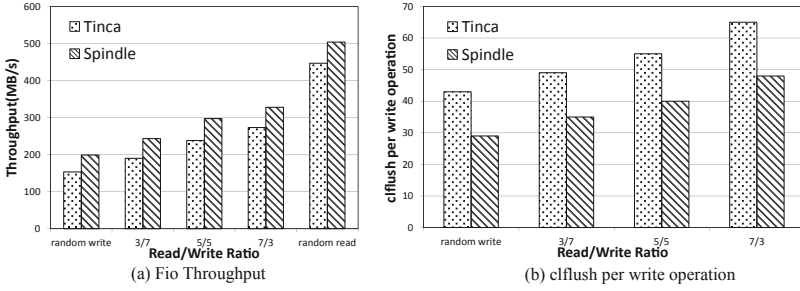 600
500
400
300
200
100
0
Throughput(MB/s)
Tinca
Spindle
random write 3/7 5/5 7/3 random read
Read/Write Ratio
(a) Fio Throughput
70
60
50
40
30
20
10
0
clflush per write operation
Tinca
Spindle
random write 3/7 5/5 7/3
Read/Write Ratio
(b) clflush per write operation